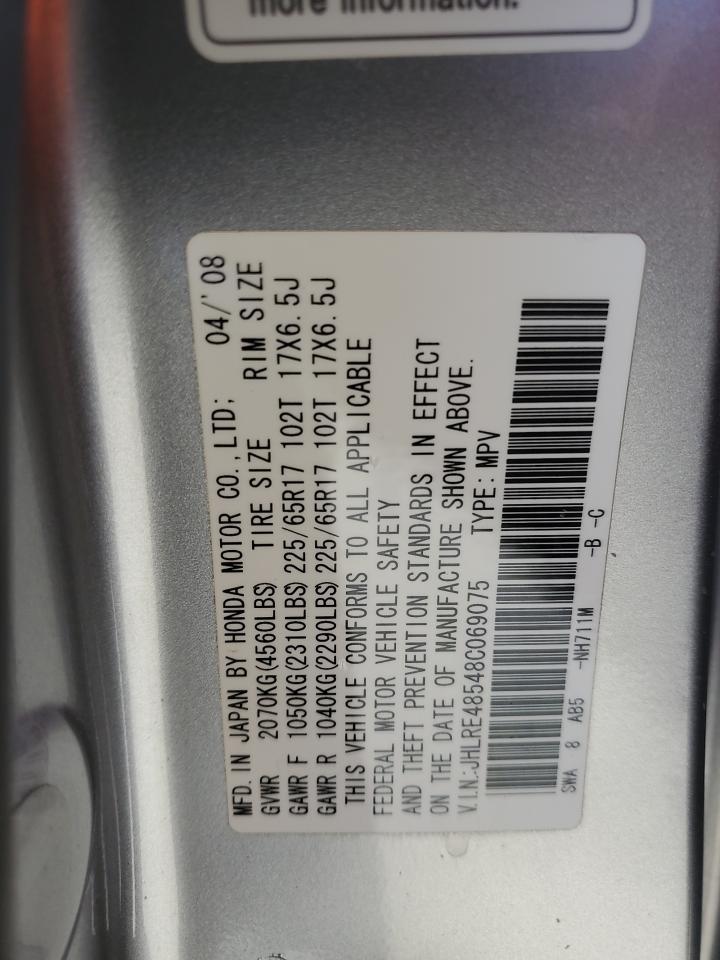 more information.
MFD. IN JAPAN BY HONDA MOTOR CO., LTD; 04/'08
GVWR 2070KG(4560LBS) TIRE SIZE RIM SIZE
GAWR F 1050KG(2310LBS) 225/65R17 102T 17X6.5J
GAWR R 1040KG(2290LBS) 225/65R17 102T 17X6.5J
THIS VEHICLE CONFORMS TO ALL APPLICABLE
FEDERAL MOTOR VEHICLE SAFETY
AND THEFT PREVENTION STANDARDS IN EFFECT
ON THE DATE OF MANUFACTURE SHOWN ABOVE.
V.I.N.:JHLRE48548C069075 TYPE: MPV
SWA 8 AB5 -NH711M -B -C